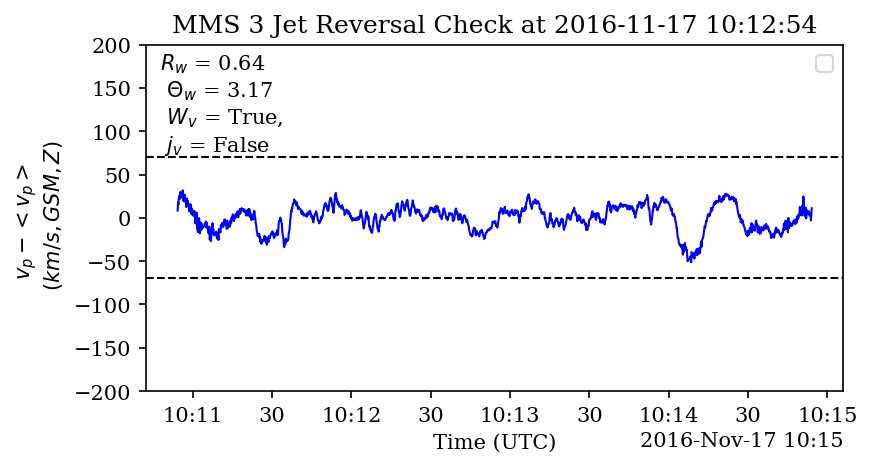 MMS 3 Jet Reversal Check at 2016-11-17 10:12:54
200
150
100
50
0
−50
−100
−150
−200
v_p − < v_p >
(km/s, GSM, Z)
R_w = 0.64
Θ_w = 3.17
W_v = True,
j_v = False
10:11 30 10:12 30 10:13 30 10:14 30 10:15
Time (UTC)
2016-Nov-17 10:15